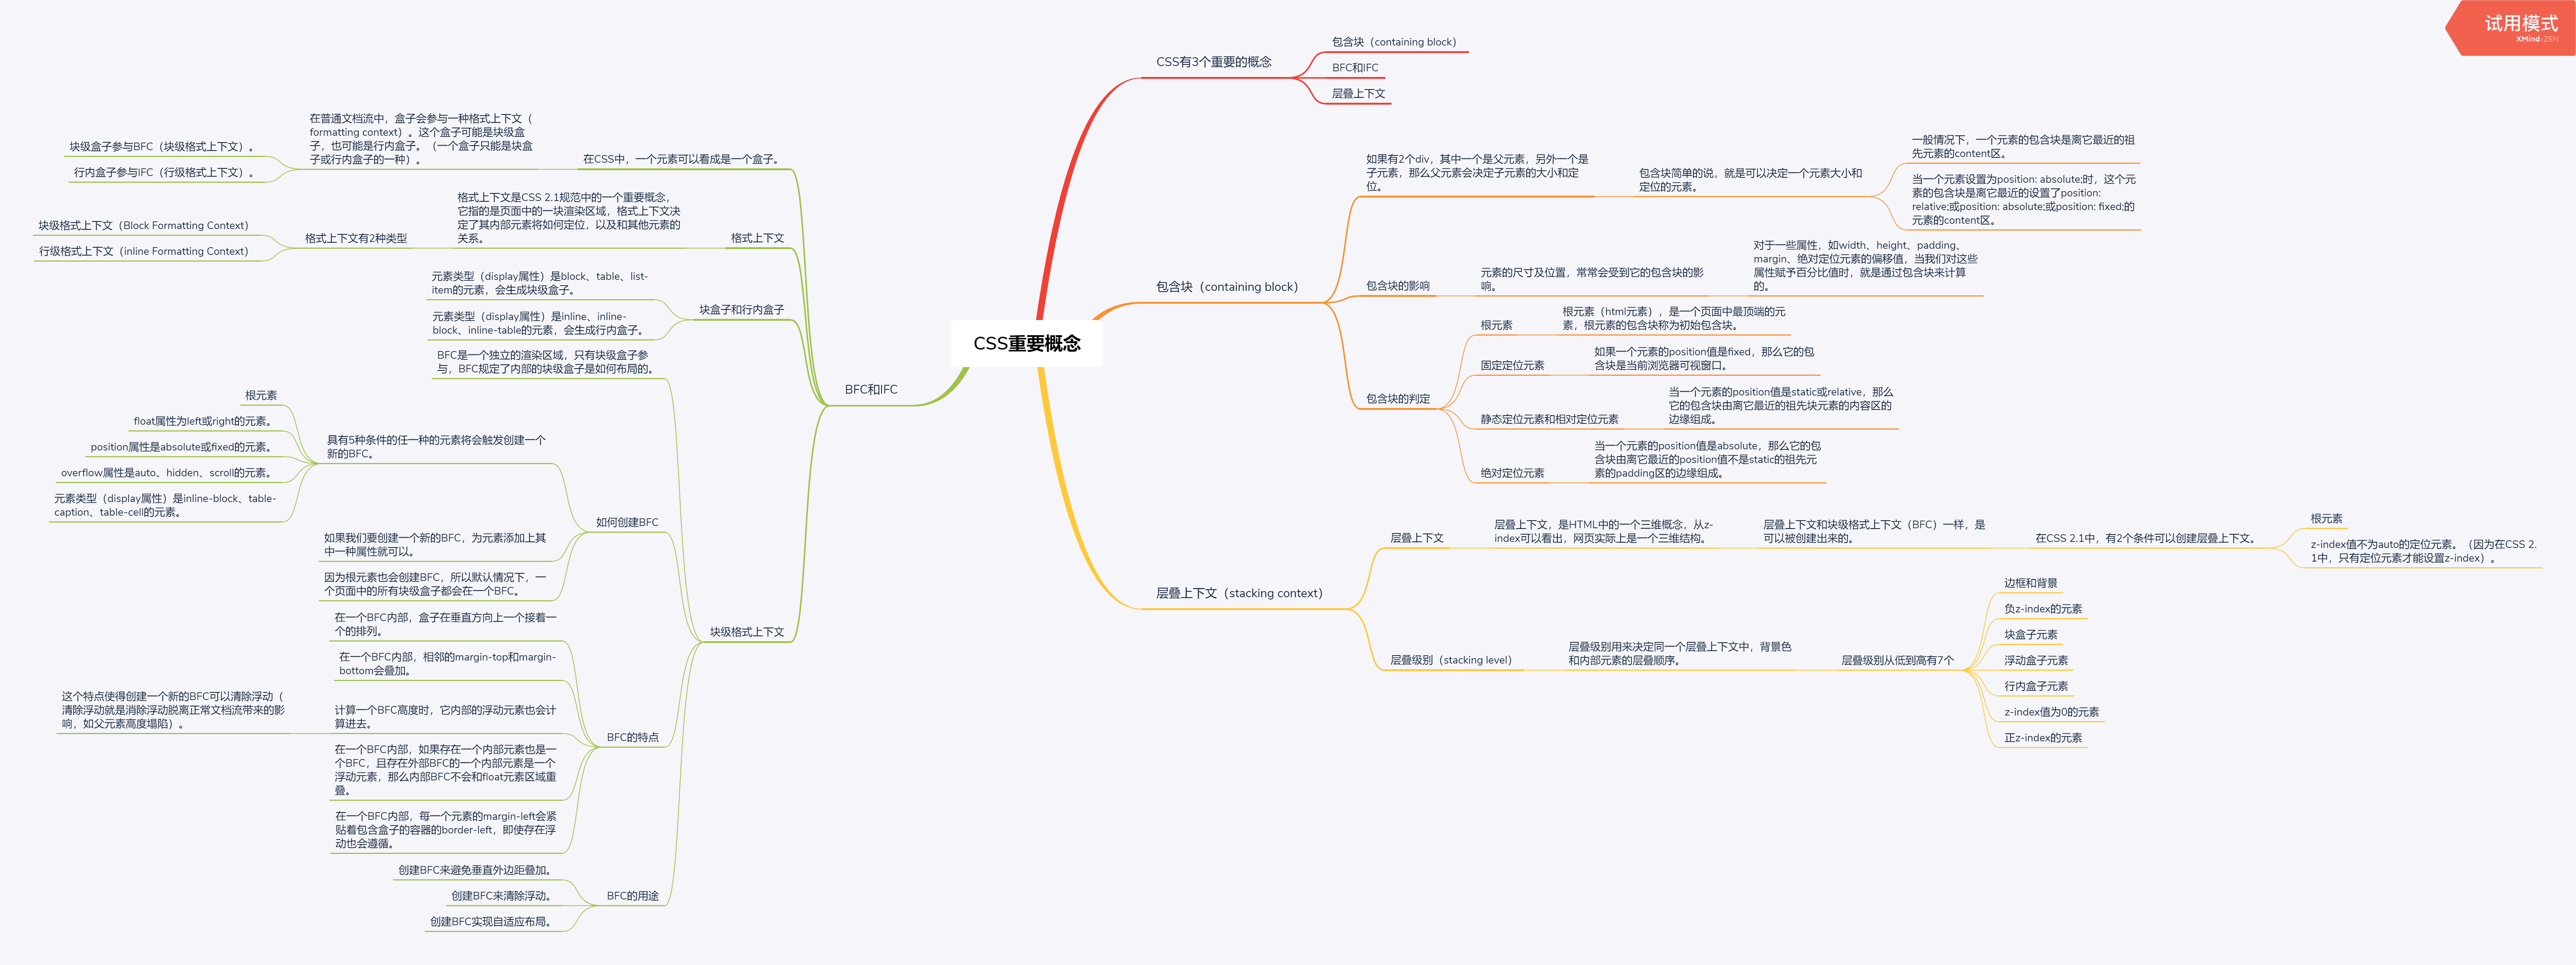 试用模式
XMind:ZEN
CSS重要概念
CSS有3个重要的概念
包含块（containing block）
BFC和IFC
层叠上下文
包含块（containing block）
如果有2个div，其中一个是父元素，另外一个是
子元素，那么父元素会决定子元素的大小和定
位。
包含块简单的说，就是可以决定一个元素大小和
定位的元素。
一般情况下，一个元素的包含块是离它最近的祖
先元素的content区。
当一个元素设置为position: absolute;时，这个元
素的包含块是离它最近的设置了position:
relative;或position: absolute;或position: fixed;的
元素的content区。
包含块的影响
元素的尺寸及位置，常常会受到它的包含块的影
响。
对于一些属性，如width、height、padding、
margin、绝对定位元素的偏移值，当我们对这些
属性赋予百分比值时，就是通过包含块来计算
的。
包含块的判定
根元素
根元素（html元素），是一个页面中最顶端的元
素，根元素的包含块称为初始包含块。
固定定位元素
如果一个元素的position值是fixed，那么它的包
含块是当前浏览器可视窗口。
静态定位元素和相对定位元素
当一个元素的position值是static或relative，那么
它的包含块由离它最近的祖先块元素的内容区的
边缘组成。
绝对定位元素
当一个元素的position值是absolute，那么它的包
含块由离它最近的position值不是static的祖先元
素的padding区的边缘组成。
层叠上下文（stacking context）
层叠上下文
层叠上下文，是HTML中的一个三维概念，从z-
index可以看出，网页实际上是一个三维结构。
层叠上下文和块级格式上下文（BFC）一样，是
可以被创建出来的。
在CSS 2.1中，有2个条件可以创建层叠上下文。
根元素
z-index值不为auto的定位元素。（因为在CSS 2.
1中，只有定位元素才能设置z-index）。
层叠级别（stacking level）
层叠级别用来决定同一个层叠上下文中，背景色
和内部元素的层叠顺序。
层叠级别从低到高有7个
边框和背景
负z-index的元素
块盒子元素
浮动盒子元素
行内盒子元素
z-index值为0的元素
正z-index的元素
BFC和IFC
在CSS中，一个元素可以看成是一个盒子。
在普通文档流中，盒子会参与一种格式上下文（
formatting context）。这个盒子可能是块级盒
子，也可能是行内盒子。（一个盒子只能是块盒
子或行内盒子的一种）。
块级盒子参与BFC（块级格式上下文）。
行内盒子参与IFC（行级格式上下文）。
格式上下文
格式上下文是CSS 2.1规范中的一个重要概念，
它指的是页面中的一块渲染区域，格式上下文决
定了其内部元素将如何定位，以及和其他元素的
关系。
格式上下文有2种类型
块级格式上下文（Block Formatting Context）
行级格式上下文（inline Formatting Context）
块盒子和行内盒子
元素类型（display属性）是block、table、list-
item的元素，会生成块级盒子。
元素类型（display属性）是inline、inline-
block、inline-table的元素，会生成行内盒子。
块级格式上下文
BFC是一个独立的渲染区域，只有块级盒子参
与，BFC规定了内部的块级盒子是如何布局的。
如何创建BFC
具有5种条件的任一种的元素将会触发创建一个
新的BFC。
根元素
float属性为left或right的元素。
position属性是absolute或fixed的元素。
overflow属性是auto、hidden、scroll的元素。
元素类型（display属性）是inline-block、table-
caption、table-cell的元素。
如果我们要创建一个新的BFC，为元素添加上其
中一种属性就可以。
因为根元素也会创建BFC，所以默认情况下，一
个页面中的所有块级盒子都会在一个BFC。
BFC的特点
在一个BFC内部，盒子在垂直方向上一个接着一
个的排列。
在一个BFC内部，相邻的margin-top和margin-
bottom会叠加。
计算一个BFC高度时，它内部的浮动元素也会计
算进去。
这个特点使得创建一个新的BFC可以清除浮动（
清除浮动就是消除浮动脱离正常文档流带来的影
响，如父元素高度塌陷）。
在一个BFC内部，如果存在一个内部元素也是一
个BFC，且存在外部BFC的一个内部元素是一个
浮动元素，那么内部BFC不会和float元素区域重
叠。
在一个BFC内部，每一个元素的margin-left会紧
贴着包含盒子的容器的border-left，即使存在浮
动也会遵循。
BFC的用途
创建BFC来避免垂直外边距叠加。
创建BFC来清除浮动。
创建BFC实现自适应布局。